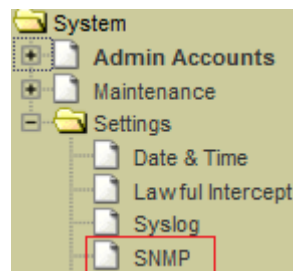 System
Admin Accounts
Maintenance
Settings
Date & Time
Lawful Intercept
Syslog
SNMP